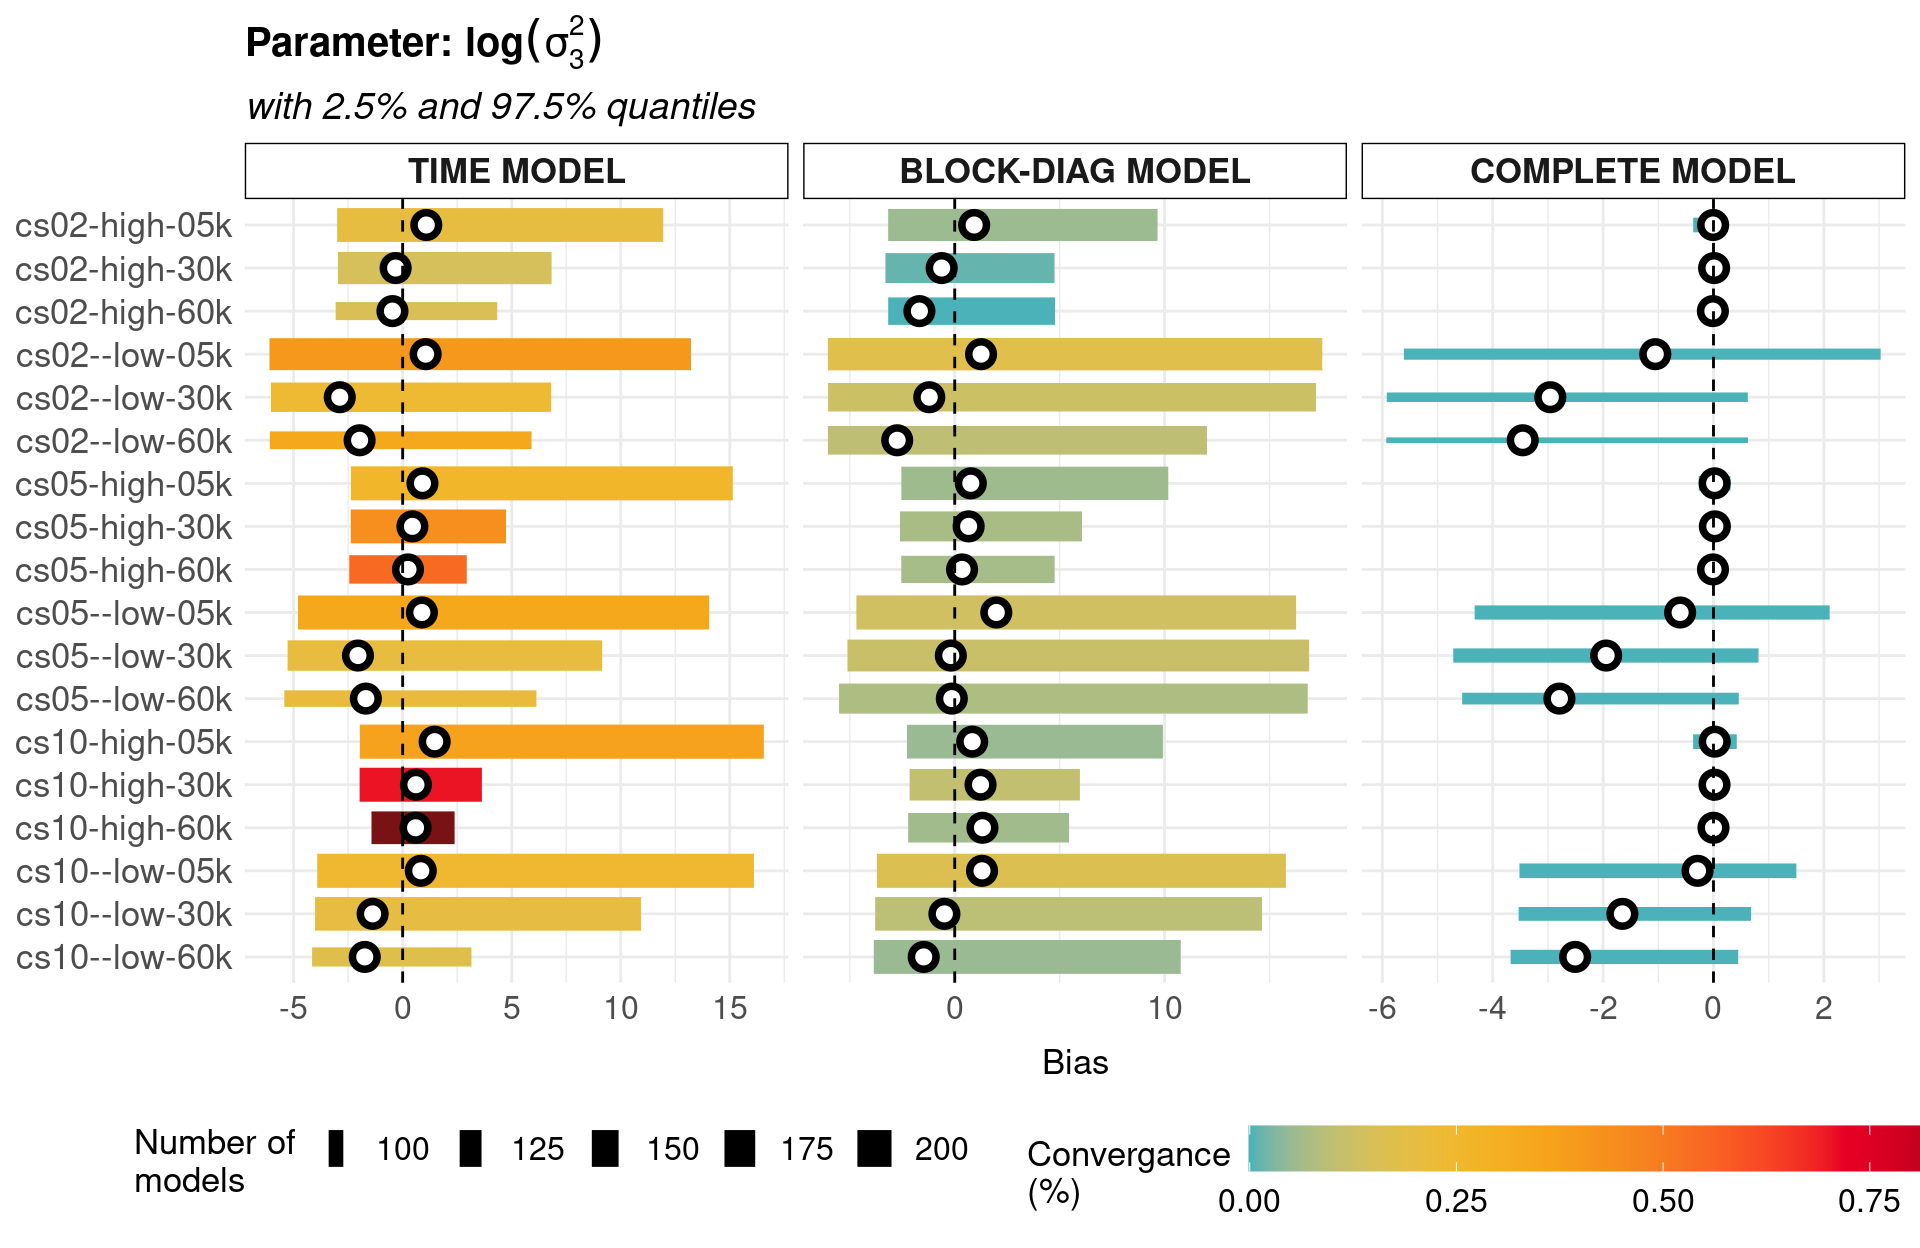 Parameter: log(σ₃²)
with 2.5% and 97.5% quantiles
TIME MODEL BLOCK-DIAG MODEL COMPLETE MODEL
cs02-high-05k
cs02-high-30k
cs02-high-60k
cs02--low-05k
cs02--low-30k
cs02--low-60k
cs05-high-05k
cs05-high-30k
cs05-high-60k
cs05--low-05k
cs05--low-30k
cs05--low-60k
cs10-high-05k
cs10-high-30k
cs10-high-60k
cs10--low-05k
cs10--low-30k
cs10--low-60k
-5 0 5 10 15 0 10 -6 -4 -2 0 2
Bias
Number of
models
100 125 150 175 200
Convergance
(%)
0.00 0.25 0.50 0.75